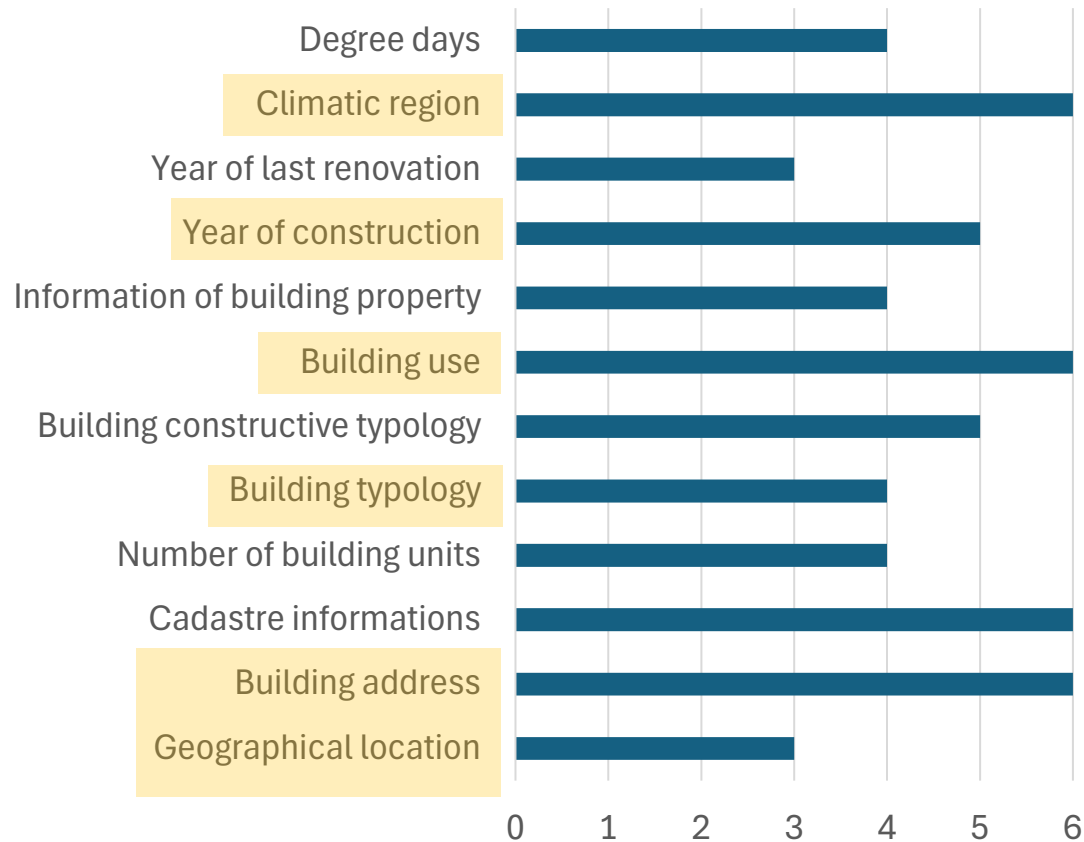 Degree days
Climatic region
Year of last renovation
Year of construction
Information of building property
Building use
Building constructive typology
Building typology
Number of building units
Cadastre informations
Building address
Geographical location
0 1 2 3 4 5 6